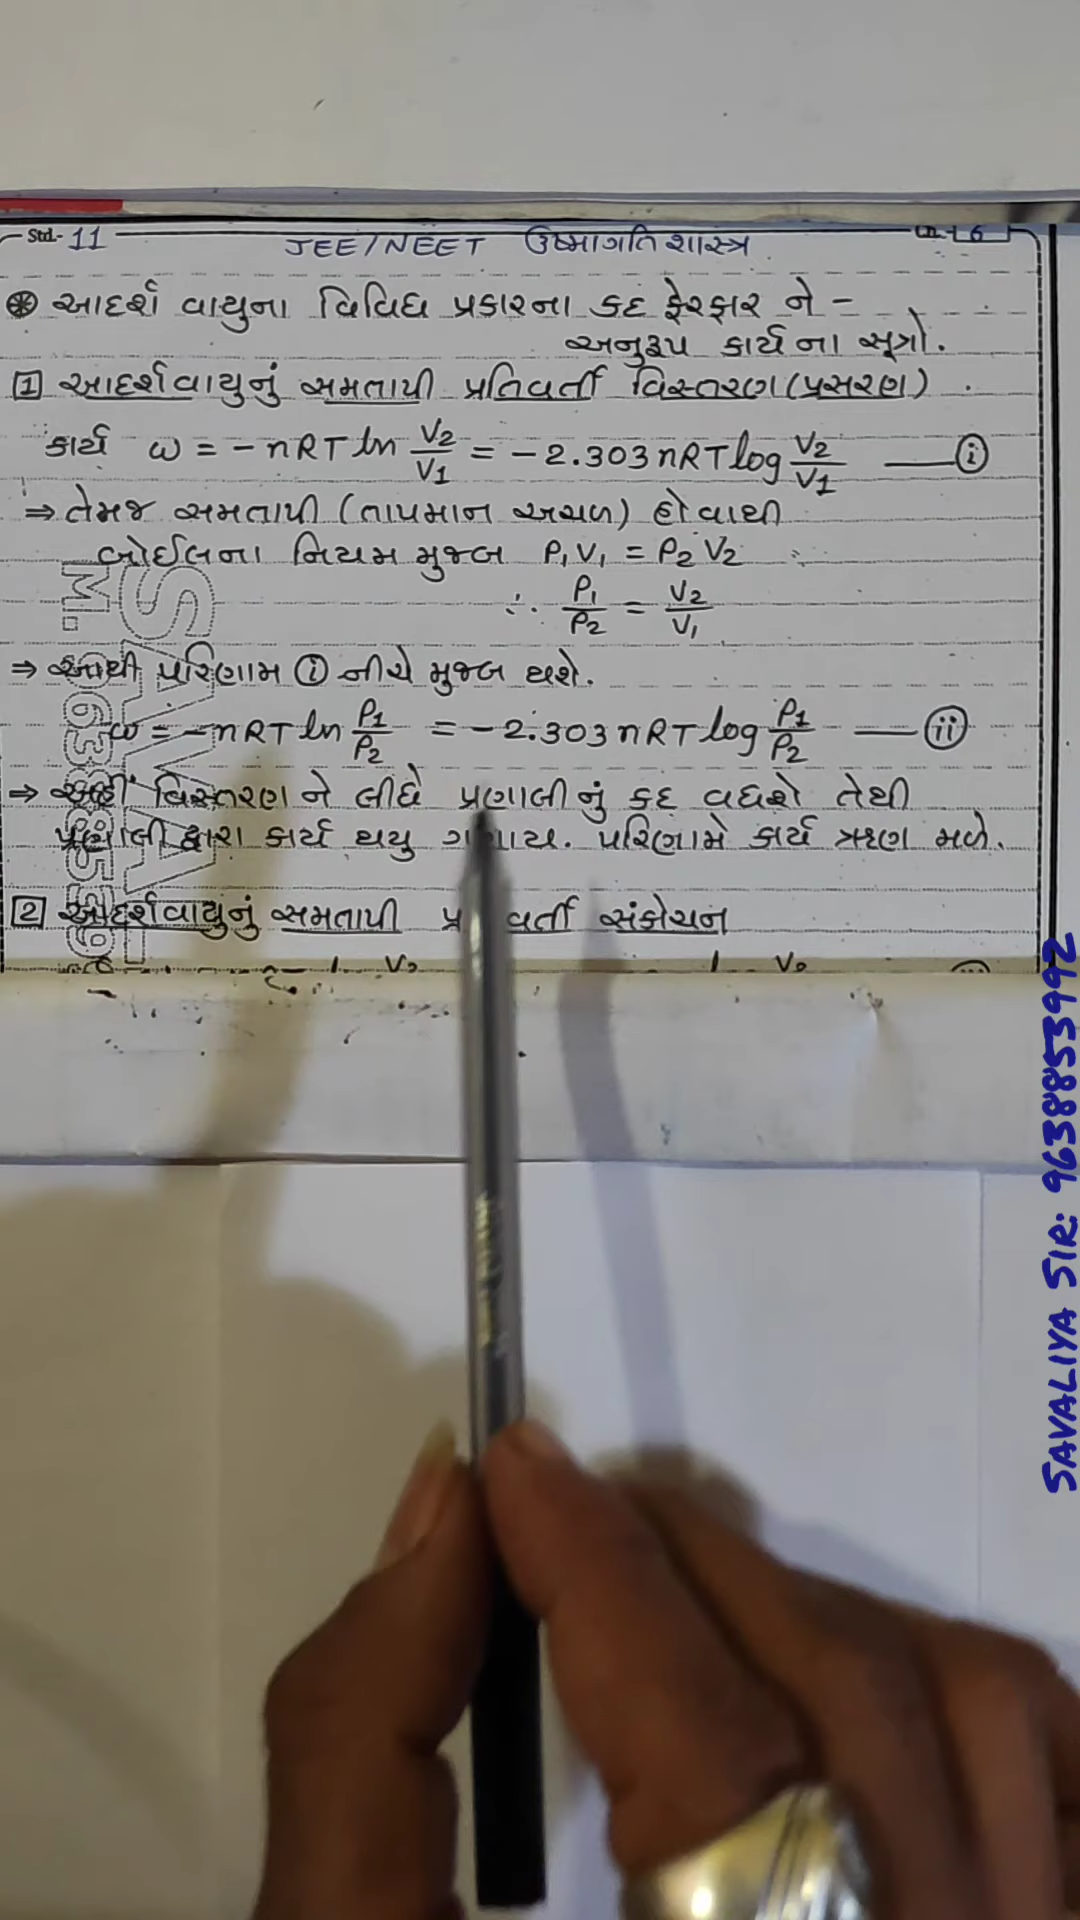 Std.- 11
JEE/NEET ઉષ્માગતિશાસ્ત્ર
6
આદર્શ વાયુના વિવિધ પ્રકારના કદ ફેરફાર ને -
અનુરૂપ કાર્ય ના સૂત્રો.
1 આદર્શવાયુનું સમતાપી પ્રતિવર્તી વિસ્તરણ (પ્રસરણ) .
કાર્ય ω = - nRT ln V2/V1 = - 2.303 nRT log V2/V1 —— (i)
⇒ તેમજ સમતાપી (તાપમાન અચળ) હોવાથી
બોઈલના નિયમ મુજબ P1V1 = P2V2
∴ P1/P2 = V2/V1
⇒ આથી પરિણામ (i) નીચે મુજબ થશે.
ω = - nRT ln P1/P2 = - 2.303 nRT log P1/P2 —— (ii)
⇒ અહીં વિસ્તરણ ને લીધે પ્રણાલીનું કદ વધશે તેથી
પ્રણાલી દ્વારા કાર્ય થયુ ગણાય. પરિણામે કાર્ય ઋણ મળે.
2 આદર્શવાયુનું સમતાપી વર્તી સંકોચન
SAVALIYA SIR: 9638853992